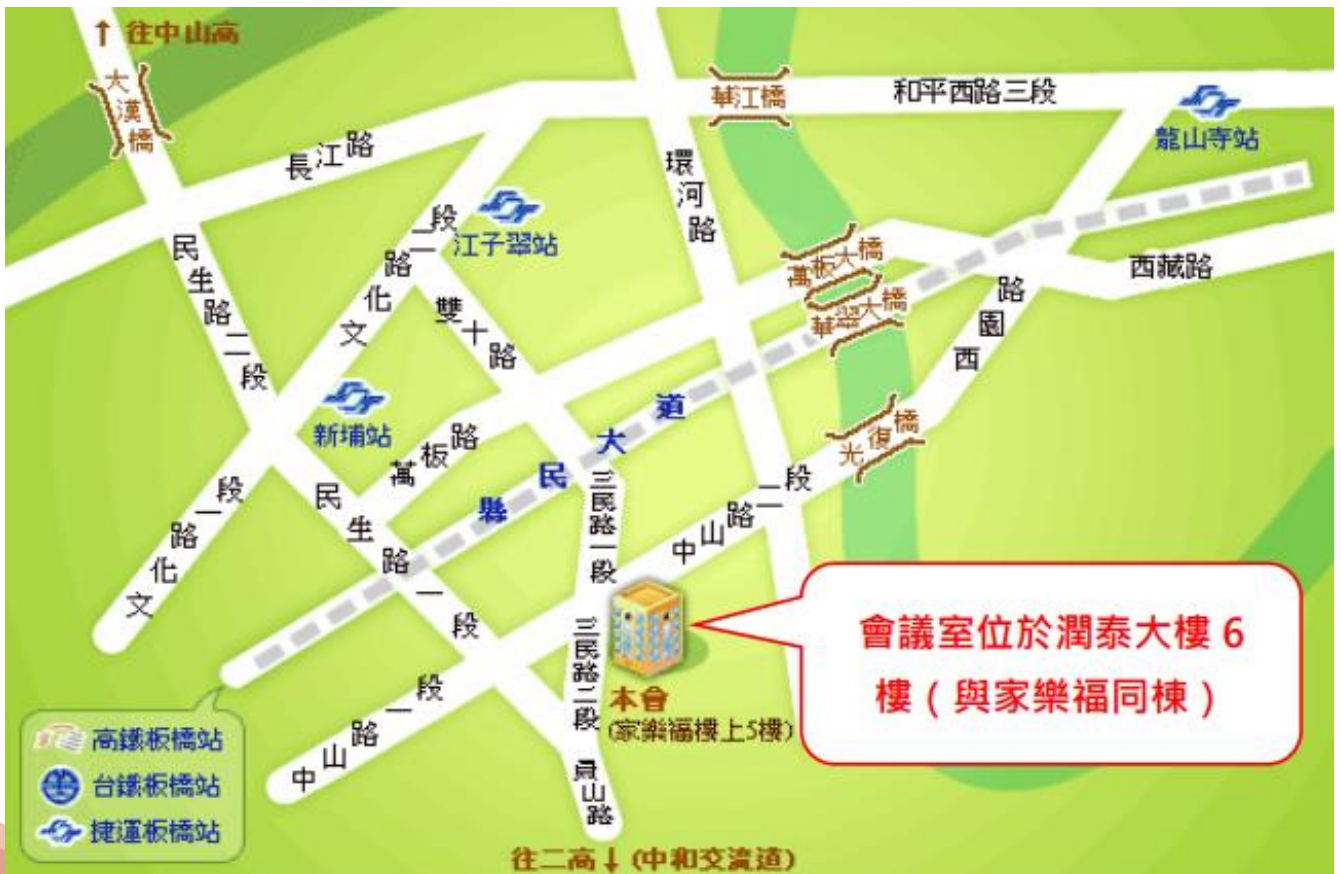 ↑ 往中山高
大漢橋
華江橋
和平西路三段
龍山寺站
長江路
環河路
江子翠站
文化路二段
民生路二段
雙十路
萬板大橋
華翠大橋
西藏路
西園路
新埔站
萬板路
縣民大道
光復橋
三民路一段
中山路二段
文化路一段
民生路一段
三民路二段
中山路一段
本會
(家樂福樓上5樓)
會議室位於潤泰大樓 6
樓（與家樂福同棟）
高鐵板橋站
台鐵板橋站
捷運板橋站
員山路
往二高↓(中和交流道)